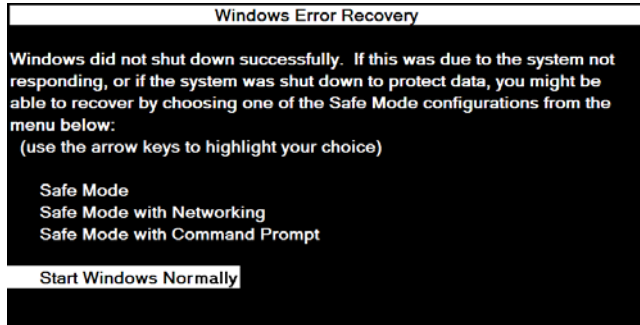 Windows Error Recovery
Windows did not shut down successfully. If this was due to the system not
responding, or if the system was shut down to protect data, you might be
able to recover by choosing one of the Safe Mode configurations from the
menu below:
(use the arrow keys to highlight your choice)
Safe Mode
Safe Mode with Networking
Safe Mode with Command Prompt
Start Windows Normally